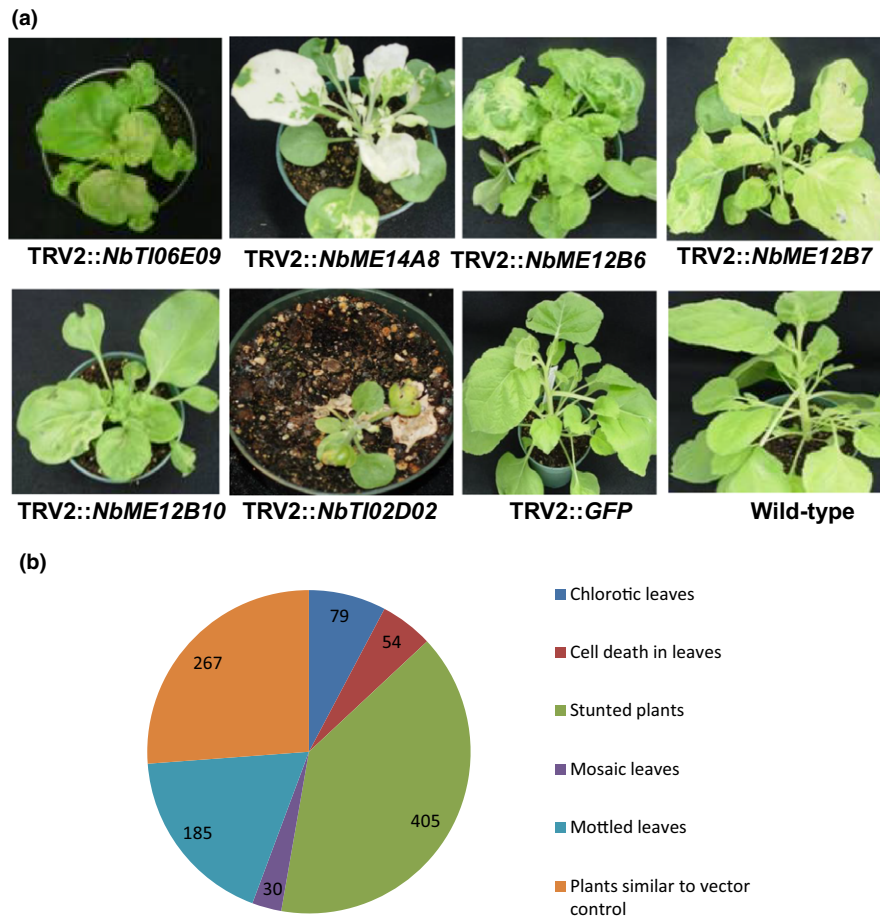 (a)
TRV2::NbTI06E09
TRV2::NbME14A8
TRV2::NbME12B6
TRV2::NbME12B7
TRV2::NbME12B10
TRV2::NbTI02D02
TRV2::GFP
Wild-type
(b)
79
54
405
30
185
267
Chlorotic leaves
Cell death in leaves
Stunted plants
Mosaic leaves
Mottled leaves
Plants similar to vector
control